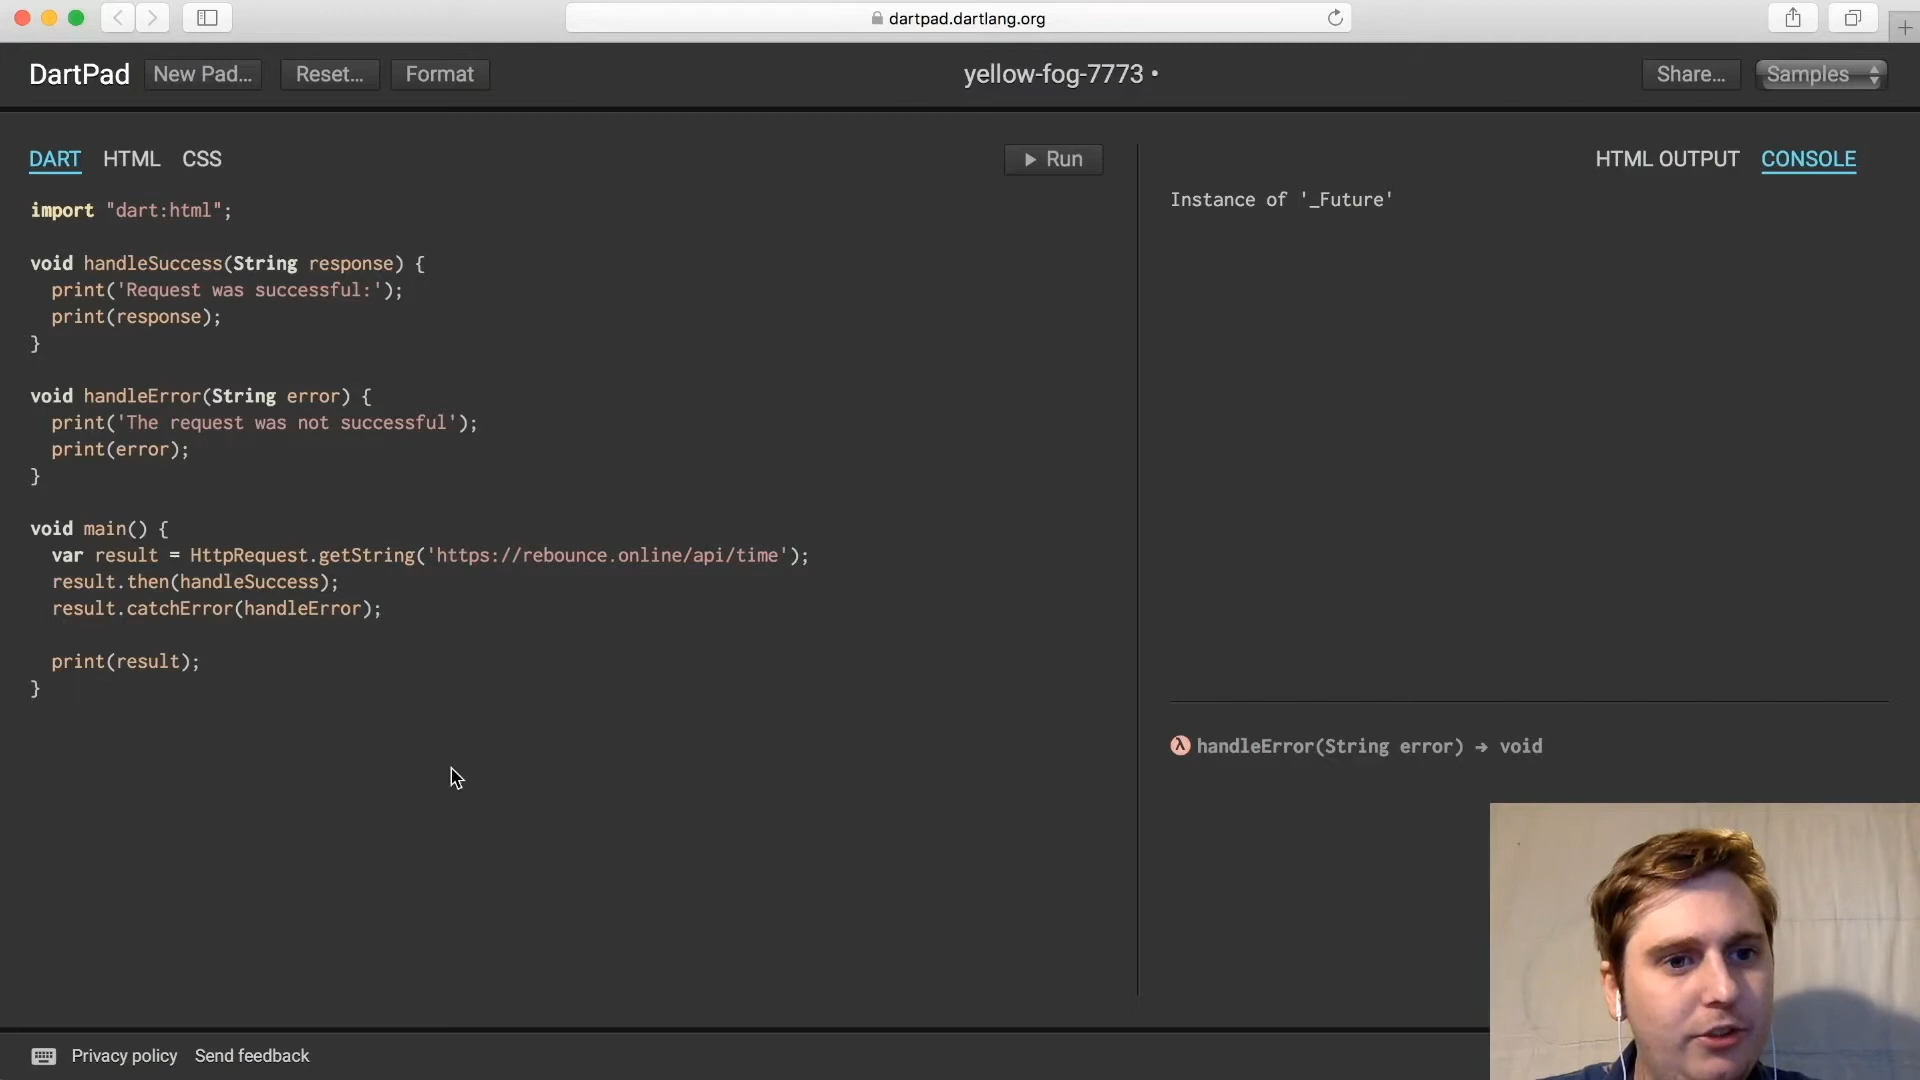 dartpad.dartlang.org
DartPad New Pad... Reset... Format yellow-fog-7773 • Share... Samples
DART HTML CSS Run HTML OUTPUT CONSOLE
import "dart:html";
void handleSuccess(String response) {
print('Request was successful:');
print(response);
}
void handleError(String error) {
print('The request was not successful');
print(error);
}
void main() {
var result = HttpRequest.getString('https://rebounce.online/api/time');
result.then(handleSuccess);
result.catchError(handleError);
print(result);
}
Instance of '_Future'
λ handleError(String error) → void
Privacy policy Send feedback